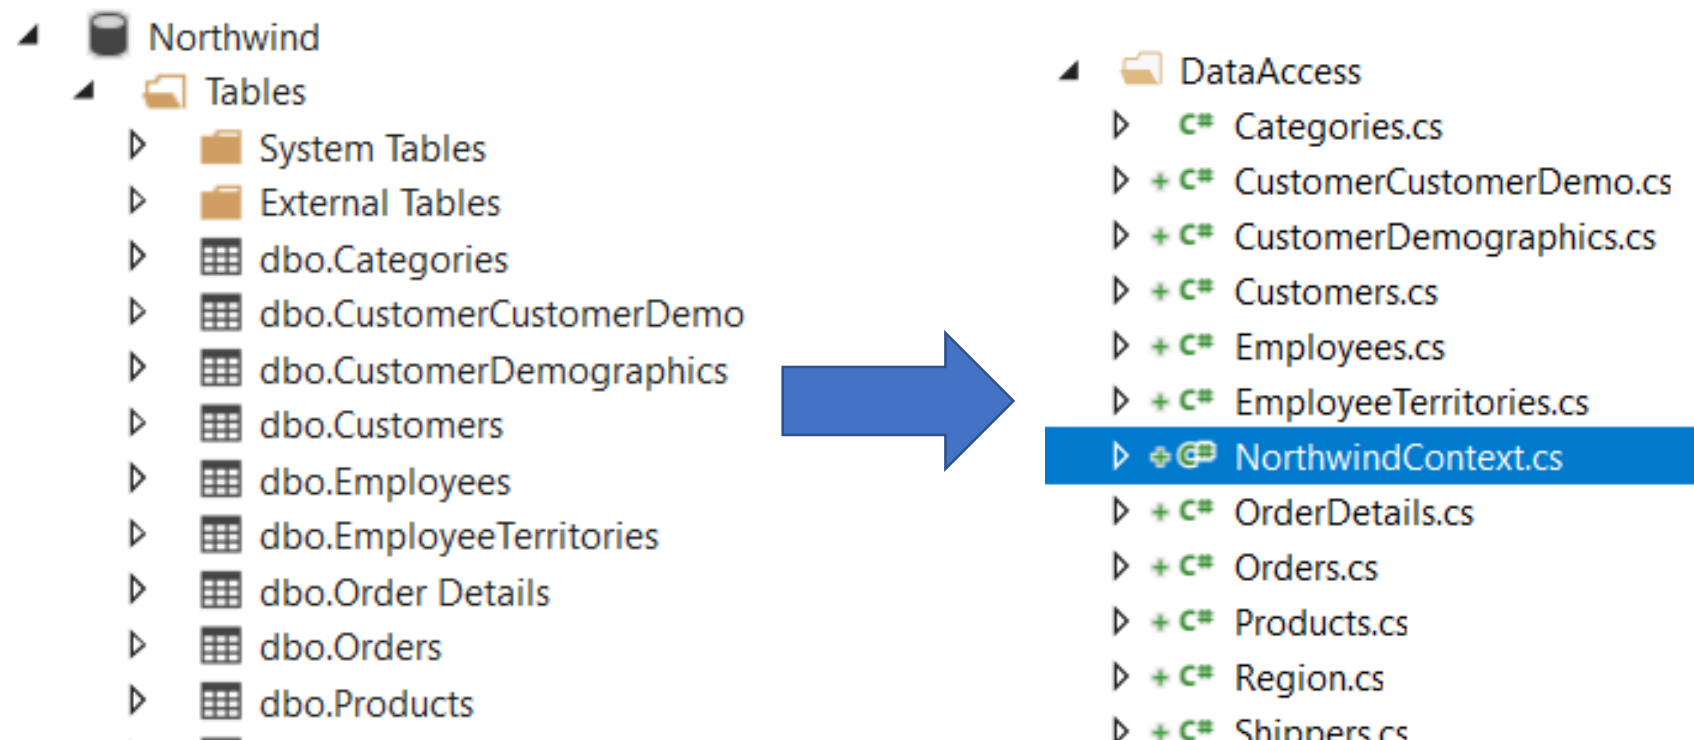 Northwind
Tables
System Tables
External Tables
dbo.Categories
dbo.CustomerCustomerDemo
dbo.CustomerDemographics
dbo.Customers
dbo.Employees
dbo.EmployeeTerritories
dbo.Order Details
dbo.Orders
dbo.Products
DataAccess
C# Categories.cs
+ C# CustomerCustomerDemo.cs
+ C# CustomerDemographics.cs
+ C# Customers.cs
+ C# Employees.cs
+ C# EmployeeTerritories.cs
+ C# NorthwindContext.cs
+ C# OrderDetails.cs
+ C# Orders.cs
+ C# Products.cs
+ C# Region.cs
+ C# Shippers.cs